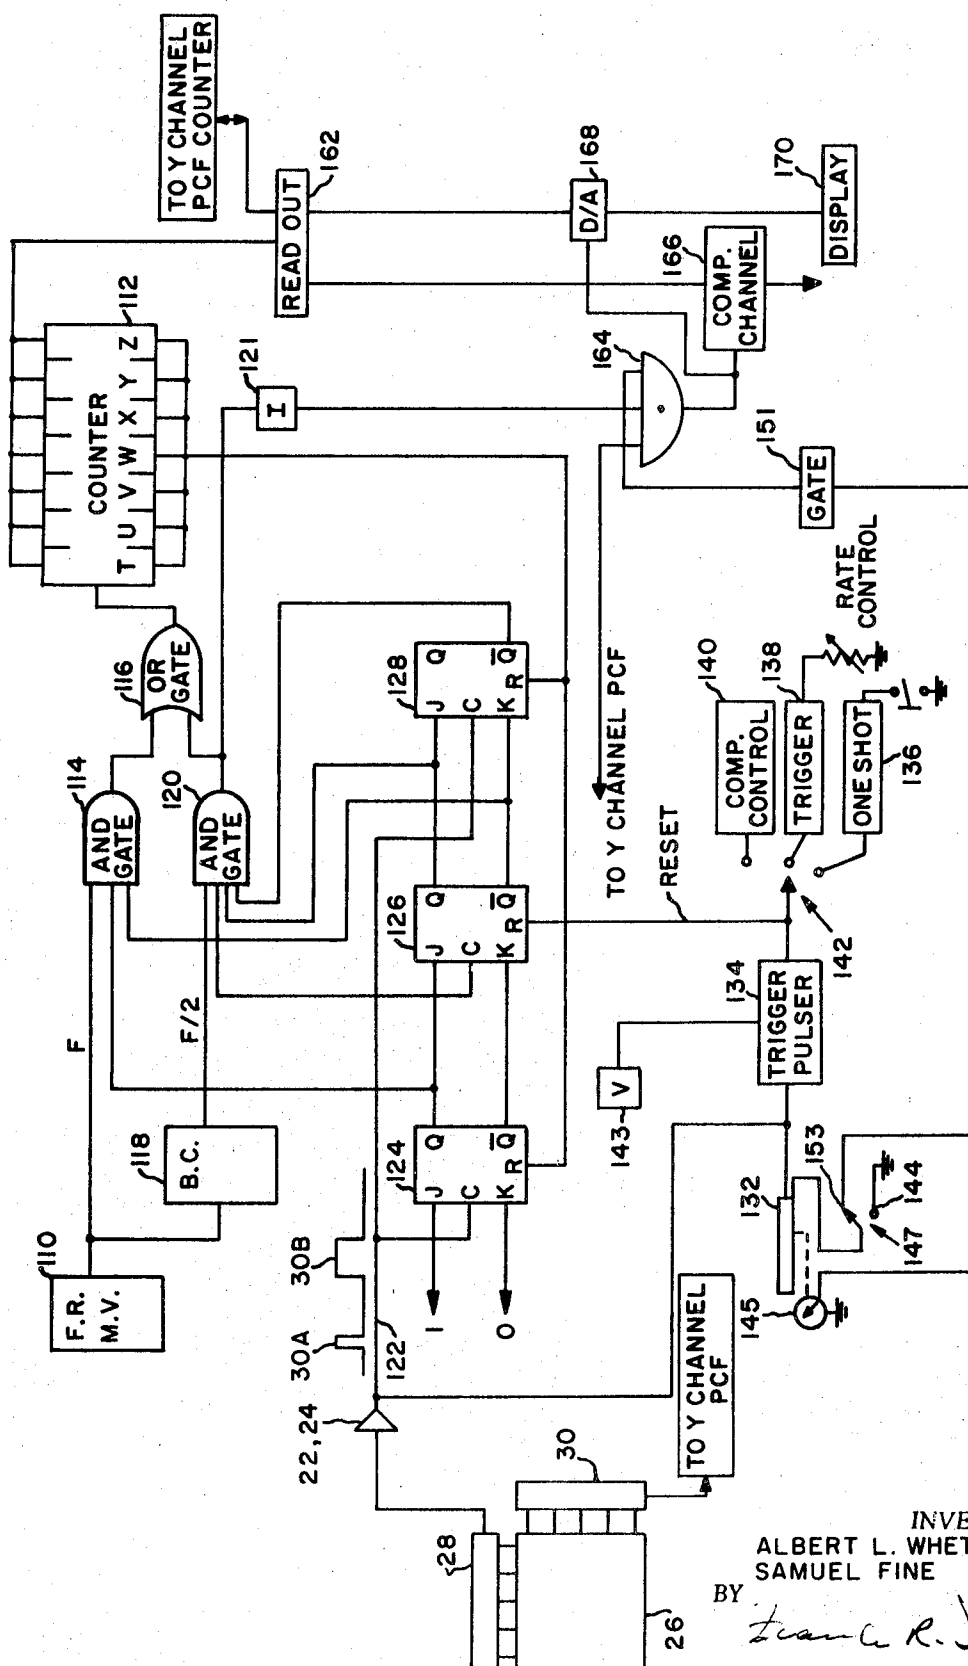 TO Y CHANNEL
PCF COUNTER
162
READ OUT
D/A
168
170
DISPLAY
166
COMP.
CHANNEL
112
COUNTER
T U V W X Y Z
121
I
164
151
GATE
116
OR
GATE
114
AND
GATE
120
AND
GATE
F
F/2
118
B.C.
110
F.R.
M.V.
128
J Q
C
K Q̅
R
126
J Q
C
K Q̅
R
124
J Q
C
K Q̅
R
TO Y CHANNEL PCF
RESET
140
COMP.
CONTROL
138
TRIGGER
RATE
CONTROL
ONE SHOT
136
142
134
TRIGGER
PULSER
V
143
30B
30A
122
1
0
22, 24
132
153
144
147
145
TO Y CHANNEL
PCF
30
28
26
INVE
ALBERT L. WHET
SAMUEL FINE
BY